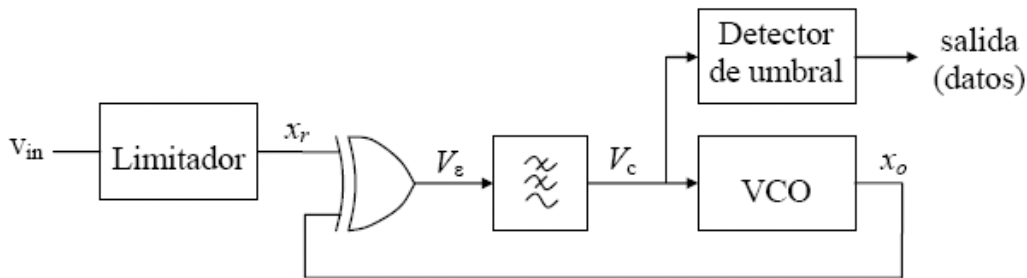 v_in
Limitador
x_r
V_ε
V_c
Detector
de umbral
salida
(datos)
VCO
x_o